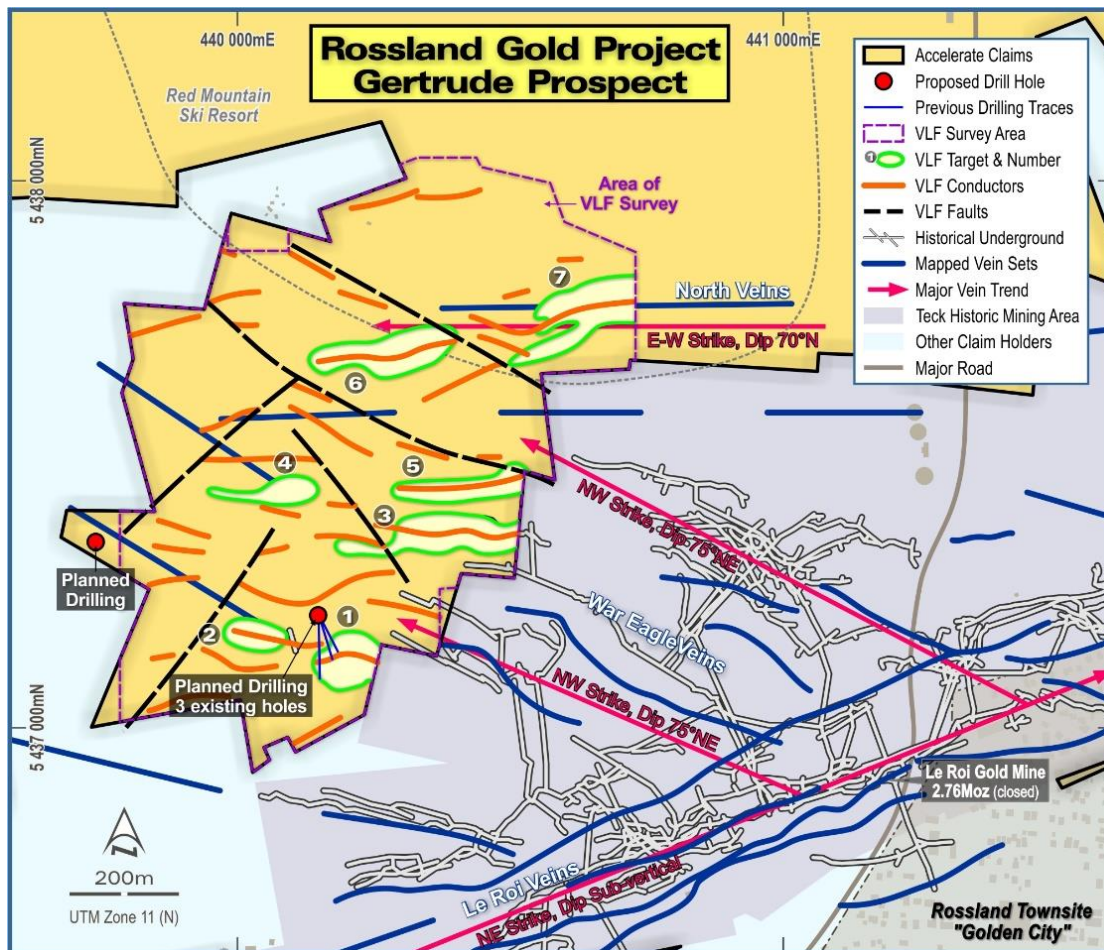 440 000mE
441 000mE
Rossland Gold Project
Gertrude Prospect
Red Mountain
Ski Resort
5 438 000mN
Area of
VLF Survey
Accelerate Claims
Proposed Drill Hole
Previous Drilling Traces
VLF Survey Area
1
VLF Target & Number
VLF Conductors
VLF Faults
Historical Underground
Mapped Vein Sets
Major Vein Trend
Teck Historic Mining Area
Other Claim Holders
Major Road
7
North Veins
E-W Strike, Dip 70°N
6
4
5
3
NW Strike, Dip 75°NE
Planned
Drilling
War EagleVeins
2
1
Planned Drilling
3 existing holes
NW Strike, Dip 75°NE
5 437 000mN
Le Roi Gold Mine
2.76Moz (closed)
N
200m
UTM Zone 11 (N)
Le Roi Veins
NE Strike, Dip Sub-vertical
Rossland Townsite
"Golden City"